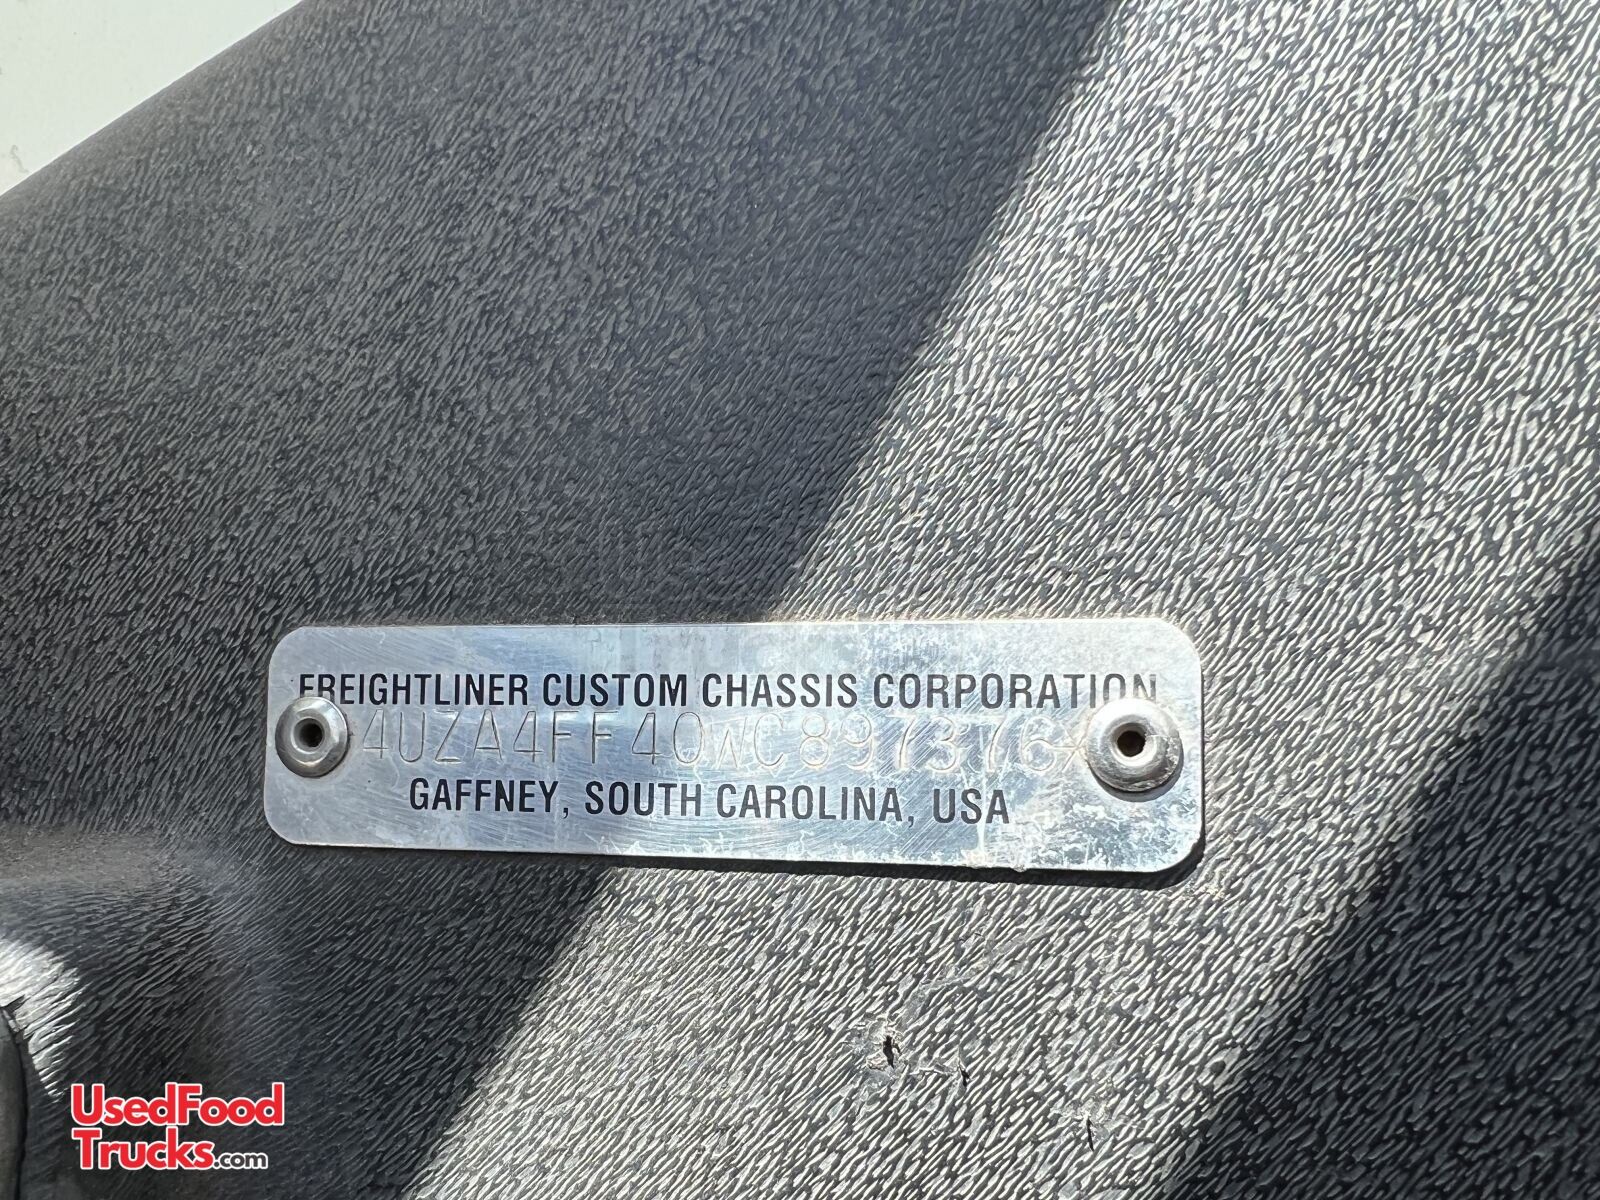 FREIGHTLINER CUSTOM CHASSIS CORPORATION
4UZA4FF40WC897376*
GAFFNEY, SOUTH CAROLINA, USA
UsedFood
Trucks.com